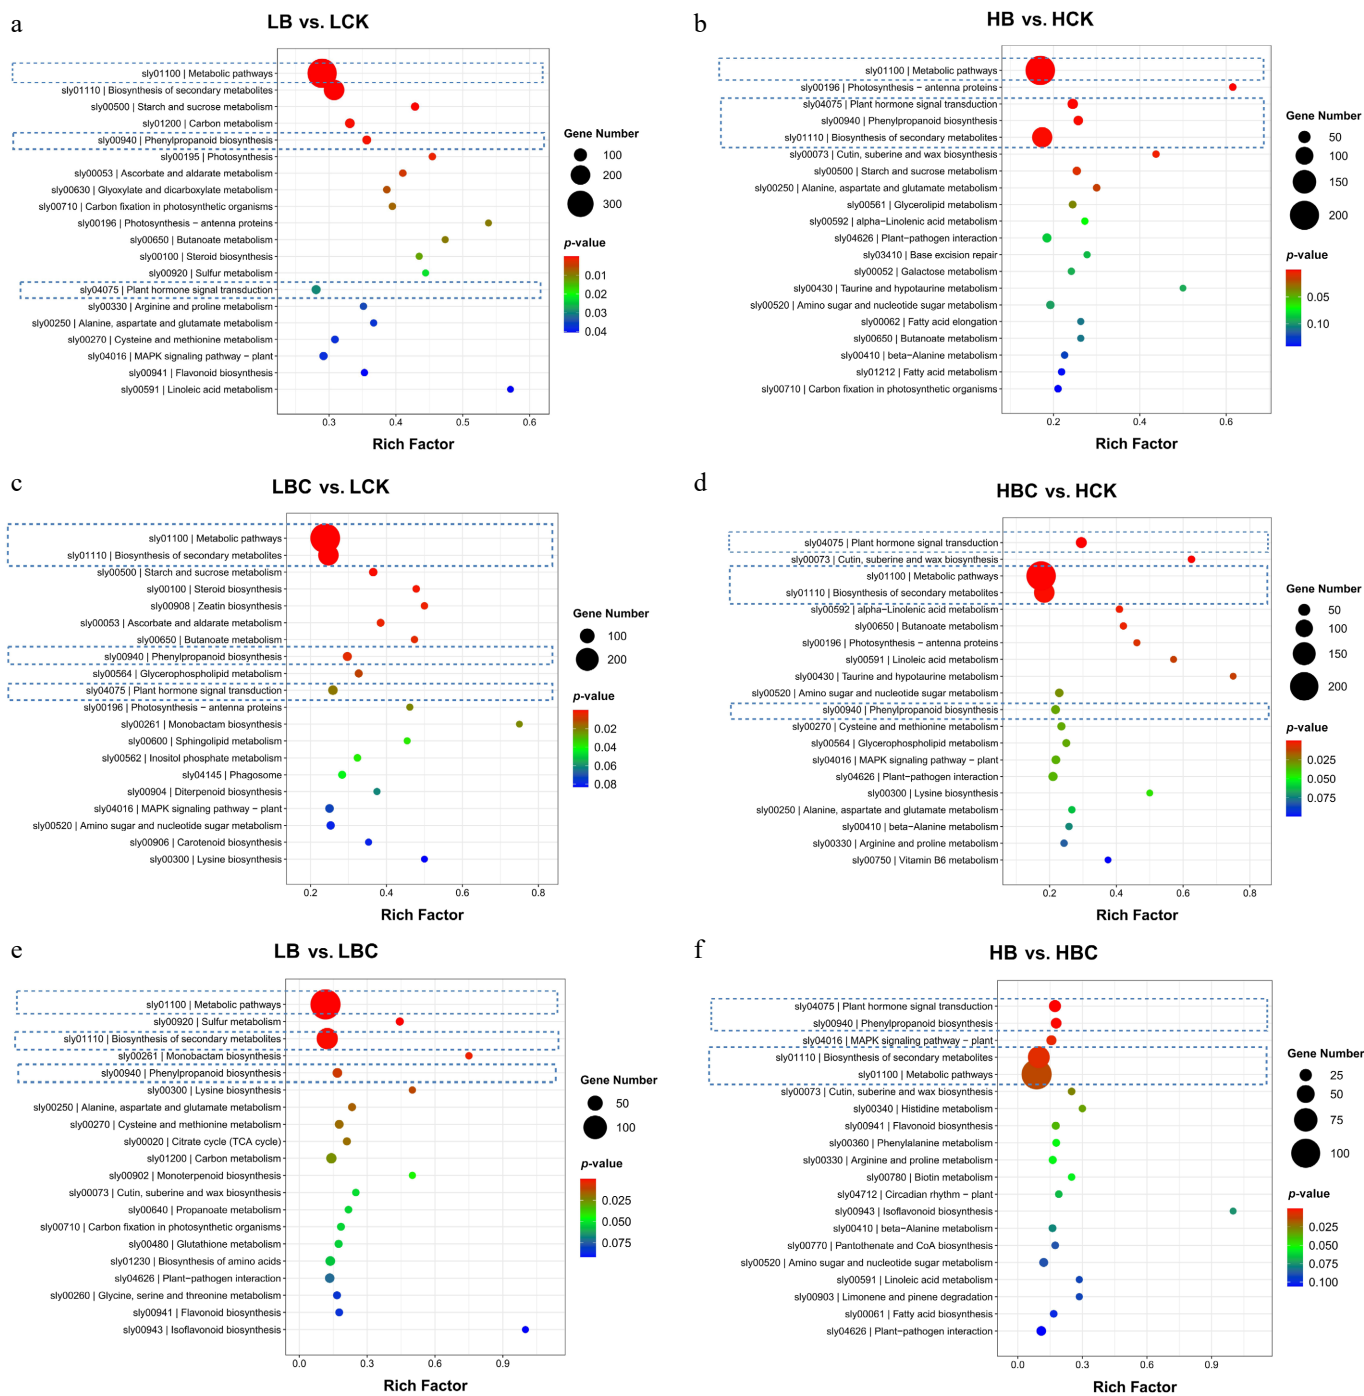 a
LB vs. LCK
sly01100 | Metabolic pathways
sly01110 | Biosynthesis of secondary metabolites
sly00500 | Starch and sucrose metabolism
sly01200 | Carbon metabolism
sly00940 | Phenylpropanoid biosynthesis
sly00195 | Photosynthesis
sly00053 | Ascorbate and aldarate metabolism
sly00630 | Glyoxylate and dicarboxylate metabolism
sly00710 | Carbon fixation in photosynthetic organisms
sly00196 | Photosynthesis − antenna proteins
sly00650 | Butanoate metabolism
sly00100 | Steroid biosynthesis
sly00920 | Sulfur metabolism
sly04075 | Plant hormone signal transduction
sly00330 | Arginine and proline metabolism
sly00250 | Alanine, aspartate and glutamate metabolism
sly00270 | Cysteine and methionine metabolism
sly04016 | MAPK signaling pathway − plant
sly00941 | Flavonoid biosynthesis
sly00591 | Linoleic acid metabolism
0.3 0.4 0.5 0.6
Rich Factor
Gene Number
100
200
300
p-value
0.01
0.02
0.03
0.04
b
HB vs. HCK
sly01100 | Metabolic pathways
sly00196 | Photosynthesis − antenna proteins
sly04075 | Plant hormone signal transduction
sly00940 | Phenylpropanoid biosynthesis
sly01110 | Biosynthesis of secondary metabolites
sly00073 | Cutin, suberine and wax biosynthesis
sly00500 | Starch and sucrose metabolism
sly00250 | Alanine, aspartate and glutamate metabolism
sly00561 | Glycerolipid metabolism
sly00592 | alpha−Linolenic acid metabolism
sly04626 | Plant−pathogen interaction
sly03410 | Base excision repair
sly00052 | Galactose metabolism
sly00430 | Taurine and hypotaurine metabolism
sly00520 | Amino sugar and nucleotide sugar metabolism
sly00062 | Fatty acid elongation
sly00650 | Butanoate metabolism
sly00410 | beta−Alanine metabolism
sly01212 | Fatty acid metabolism
sly00710 | Carbon fixation in photosynthetic organisms
0.2 0.4 0.6
Rich Factor
Gene Number
50
100
150
200
p-value
0.05
0.10
c
LBC vs. LCK
sly01100 | Metabolic pathways
sly01110 | Biosynthesis of secondary metabolites
sly00500 | Starch and sucrose metabolism
sly00100 | Steroid biosynthesis
sly00908 | Zeatin biosynthesis
sly00053 | Ascorbate and aldarate metabolism
sly00650 | Butanoate metabolism
sly00940 | Phenylpropanoid biosynthesis
sly00564 | Glycerophospholipid metabolism
sly04075 | Plant hormone signal transduction
sly00196 | Photosynthesis − antenna proteins
sly00261 | Monobactam biosynthesis
sly00600 | Sphingolipid metabolism
sly00562 | Inositol phosphate metabolism
sly04145 | Phagosome
sly00904 | Diterpenoid biosynthesis
sly04016 | MAPK signaling pathway − plant
sly00520 | Amino sugar and nucleotide sugar metabolism
sly00906 | Carotenoid biosynthesis
sly00300 | Lysine biosynthesis
0.2 0.4 0.6 0.8
Rich Factor
Gene Number
100
200
p-value
0.02
0.04
0.06
0.08
d
HBC vs. HCK
sly04075 | Plant hormone signal transduction
sly00073 | Cutin, suberine and wax biosynthesis
sly01100 | Metabolic pathways
sly01110 | Biosynthesis of secondary metabolites
sly00592 | alpha−Linolenic acid metabolism
sly00650 | Butanoate metabolism
sly00196 | Photosynthesis − antenna proteins
sly00591 | Linoleic acid metabolism
sly00430 | Taurine and hypotaurine metabolism
sly00520 | Amino sugar and nucleotide sugar metabolism
sly00940 | Phenylpropanoid biosynthesis
sly00270 | Cysteine and methionine metabolism
sly00564 | Glycerophospholipid metabolism
sly04016 | MAPK signaling pathway − plant
sly04626 | Plant−pathogen interaction
sly00300 | Lysine biosynthesis
sly00250 | Alanine, aspartate and glutamate metabolism
sly00410 | beta−Alanine metabolism
sly00330 | Arginine and proline metabolism
sly00750 | Vitamin B6 metabolism
0.2 0.4 0.6 0.8
Rich Factor
Gene Number
50
100
150
200
p-value
0.025
0.050
0.075
e
LB vs. LBC
sly01100 | Metabolic pathways
sly00920 | Sulfur metabolism
sly01110 | Biosynthesis of secondary metabolites
sly00261 | Monobactam biosynthesis
sly00940 | Phenylpropanoid biosynthesis
sly00300 | Lysine biosynthesis
sly00250 | Alanine, aspartate and glutamate metabolism
sly00270 | Cysteine and methionine metabolism
sly00020 | Citrate cycle (TCA cycle)
sly01200 | Carbon metabolism
sly00902 | Monoterpenoid biosynthesis
sly00073 | Cutin, suberine and wax biosynthesis
sly00640 | Propanoate metabolism
sly00710 | Carbon fixation in photosynthetic organisms
sly00480 | Glutathione metabolism
sly01230 | Biosynthesis of amino acids
sly04626 | Plant−pathogen interaction
sly00260 | Glycine, serine and threonine metabolism
sly00941 | Flavonoid biosynthesis
sly00943 | Isoflavonoid biosynthesis
0.0 0.3 0.6 0.9
Rich Factor
Gene Number
50
100
p-value
0.025
0.050
0.075
f
HB vs. HBC
sly04075 | Plant hormone signal transduction
sly00940 | Phenylpropanoid biosynthesis
sly04016 | MAPK signaling pathway − plant
sly01110 | Biosynthesis of secondary metabolites
sly01100 | Metabolic pathways
sly00073 | Cutin, suberine and wax biosynthesis
sly00340 | Histidine metabolism
sly00941 | Flavonoid biosynthesis
sly00360 | Phenylalanine metabolism
sly00330 | Arginine and proline metabolism
sly00780 | Biotin metabolism
sly04712 | Circadian rhythm − plant
sly00943 | Isoflavonoid biosynthesis
sly00410 | beta−Alanine metabolism
sly00770 | Pantothenate and CoA biosynthesis
sly00520 | Amino sugar and nucleotide sugar metabolism
sly00591 | Linoleic acid metabolism
sly00903 | Limonene and pinene degradation
sly00061 | Fatty acid biosynthesis
sly04626 | Plant−pathogen interaction
0.0 0.3 0.6 0.9
Rich Factor
Gene Number
25
50
75
100
p-value
0.025
0.050
0.075
0.100